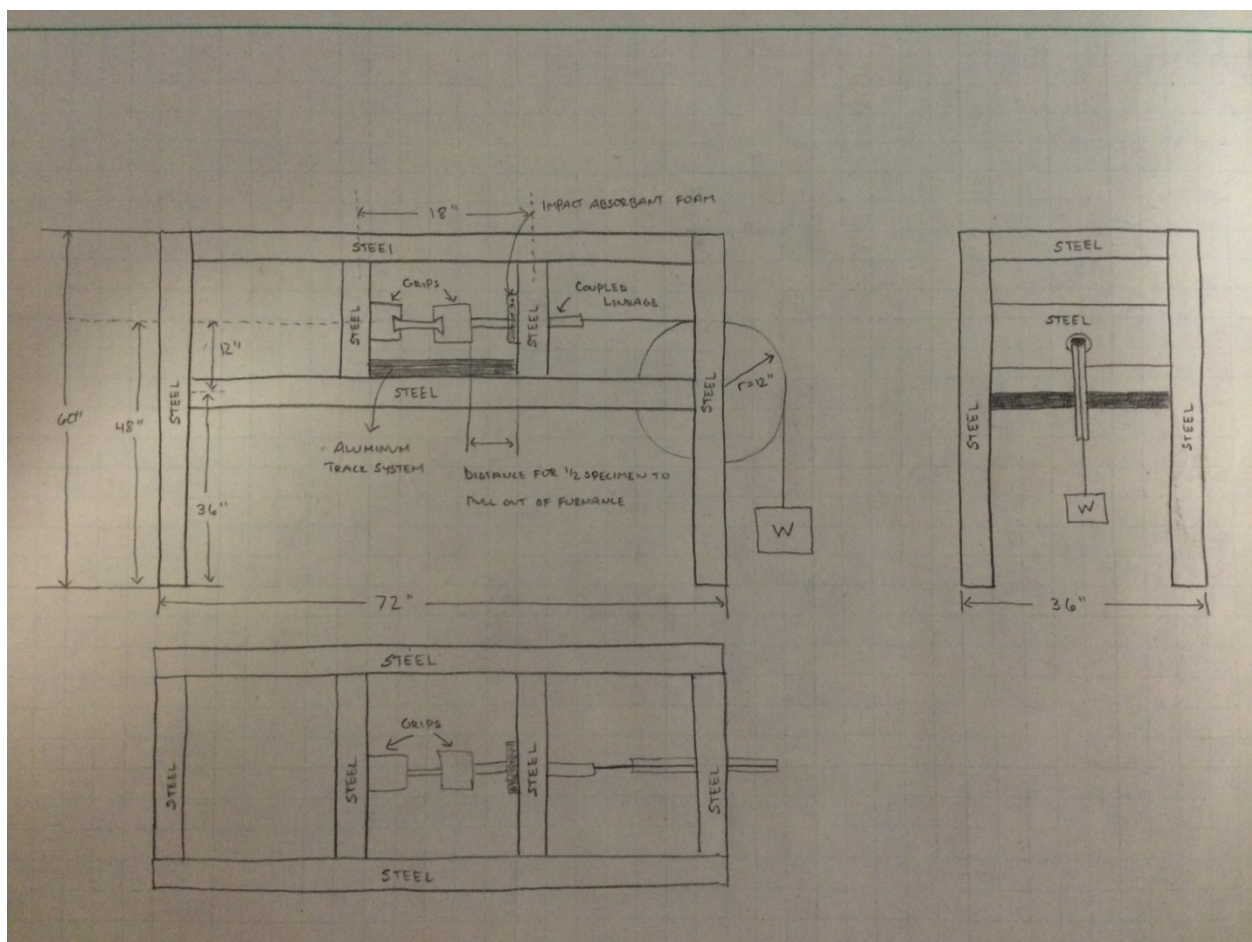 18"
IMPACT ABSORBANT FOAM
STEEL
STEEL
GRIPS
COUPLED
LINKAGE
STEEL
STEEL
STEEL
12"
r=12"
STEEL
STEEL
60"
48"
STEEL
STEEL
STEEL
ALUMINUM
TRACK SYSTEM
DISTANCE FOR 1/2 SPECIMEN TO
PULL OUT OF FURNANCE
36"
W
W
72"
36"
STEEL
GRIPS
STEEL
STEEL
STEEL
STEEL
STEEL